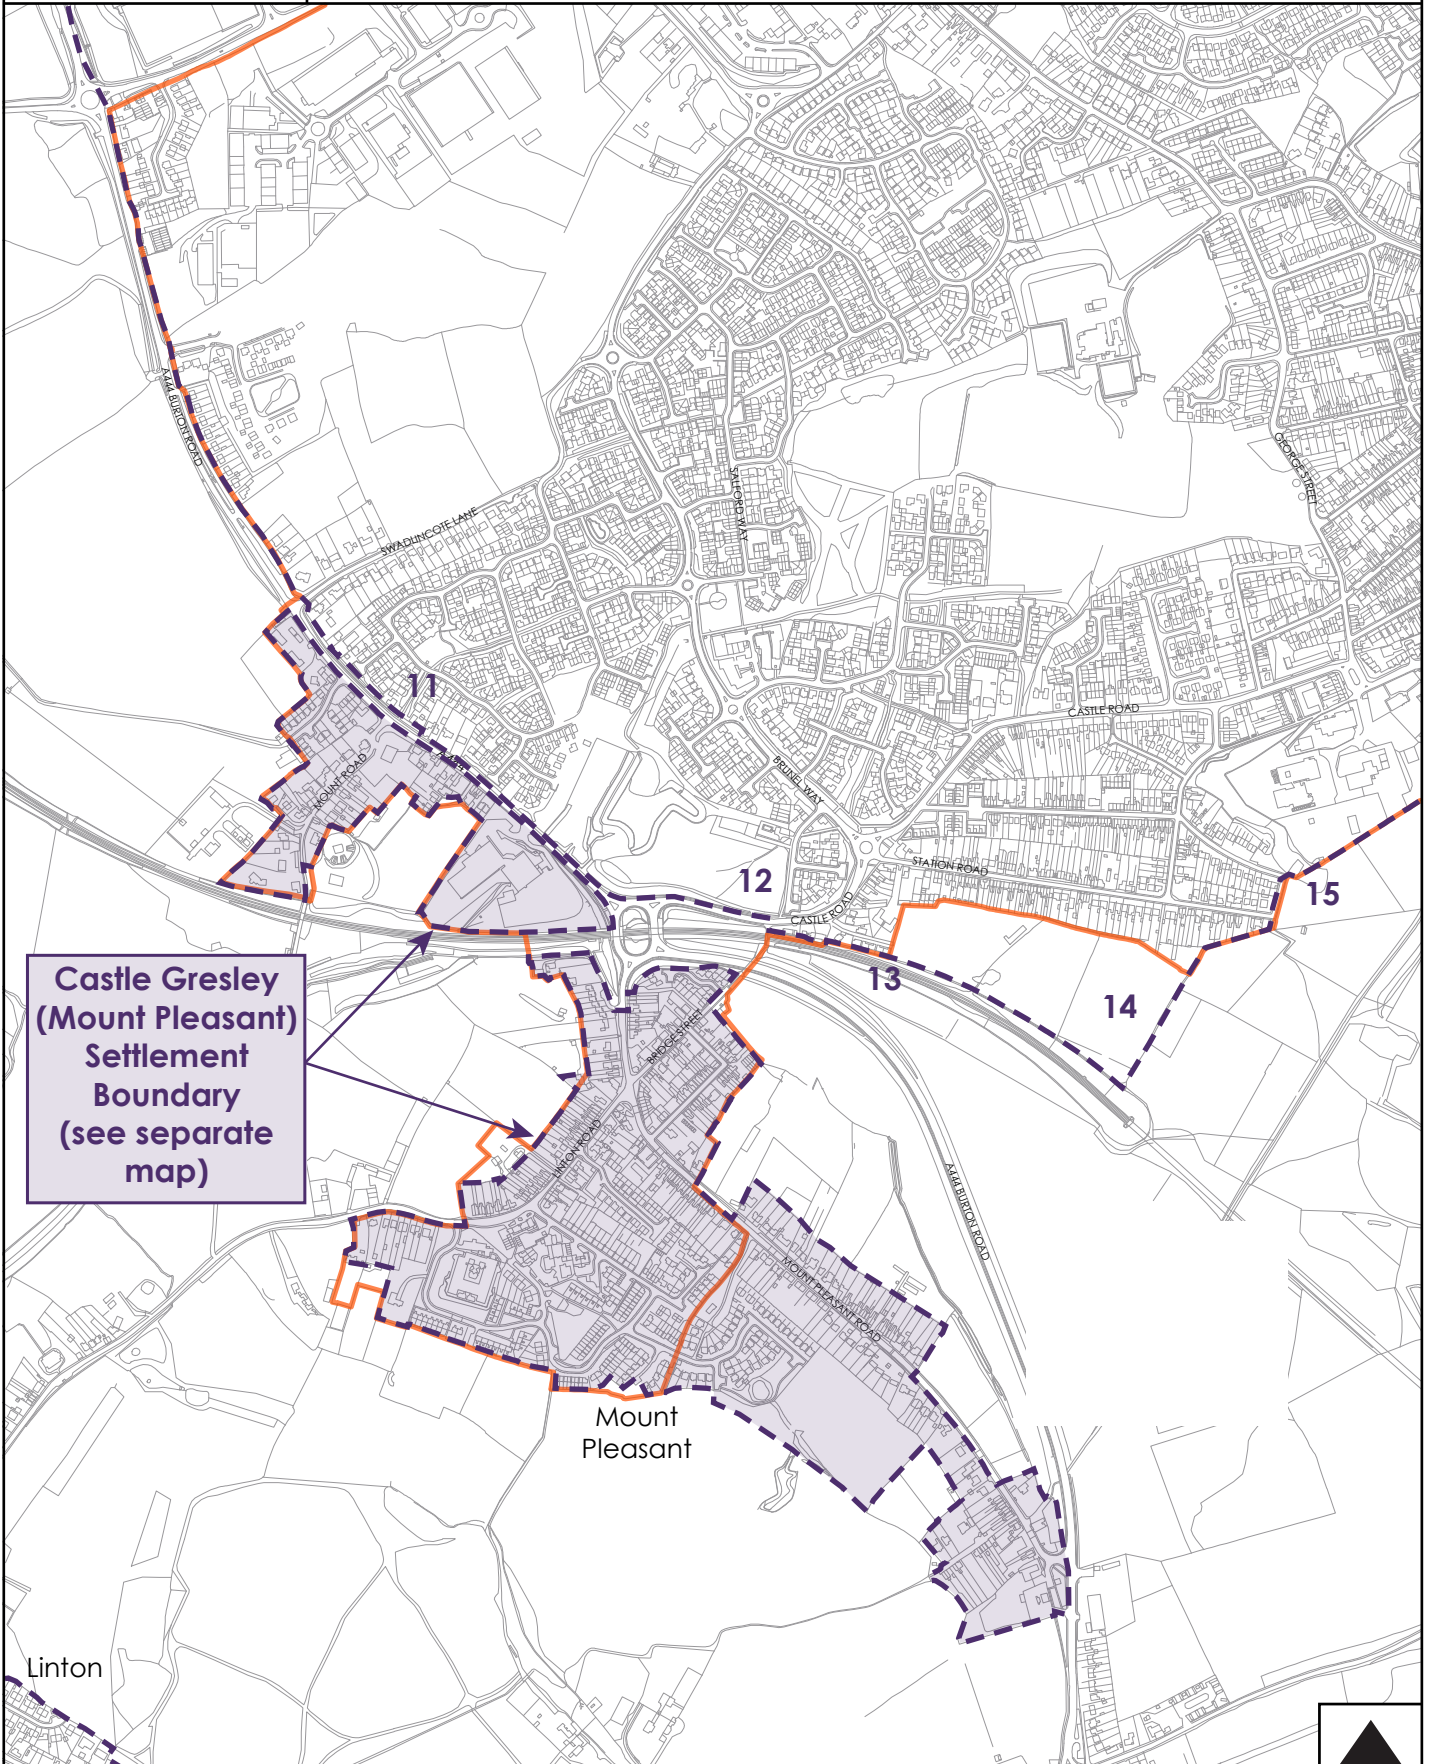 A444 BURTON ROAD
SWADLINCOTE LANE
SALFORD WAY
GEORGE STREET
11
CASTLE ROAD
MOUNT ROAD
BRUNEL WAY
STATION ROAD
12
15
CASTLE ROAD
13
14
Castle Gresley
(Mount Pleasant)
Settlement
Boundary
(see separate
map)
BRIDGE STREET
LINTON ROAD
A444 BURTON ROAD
MOUNT PLEASANT ROAD
Mount
Pleasant
Linton